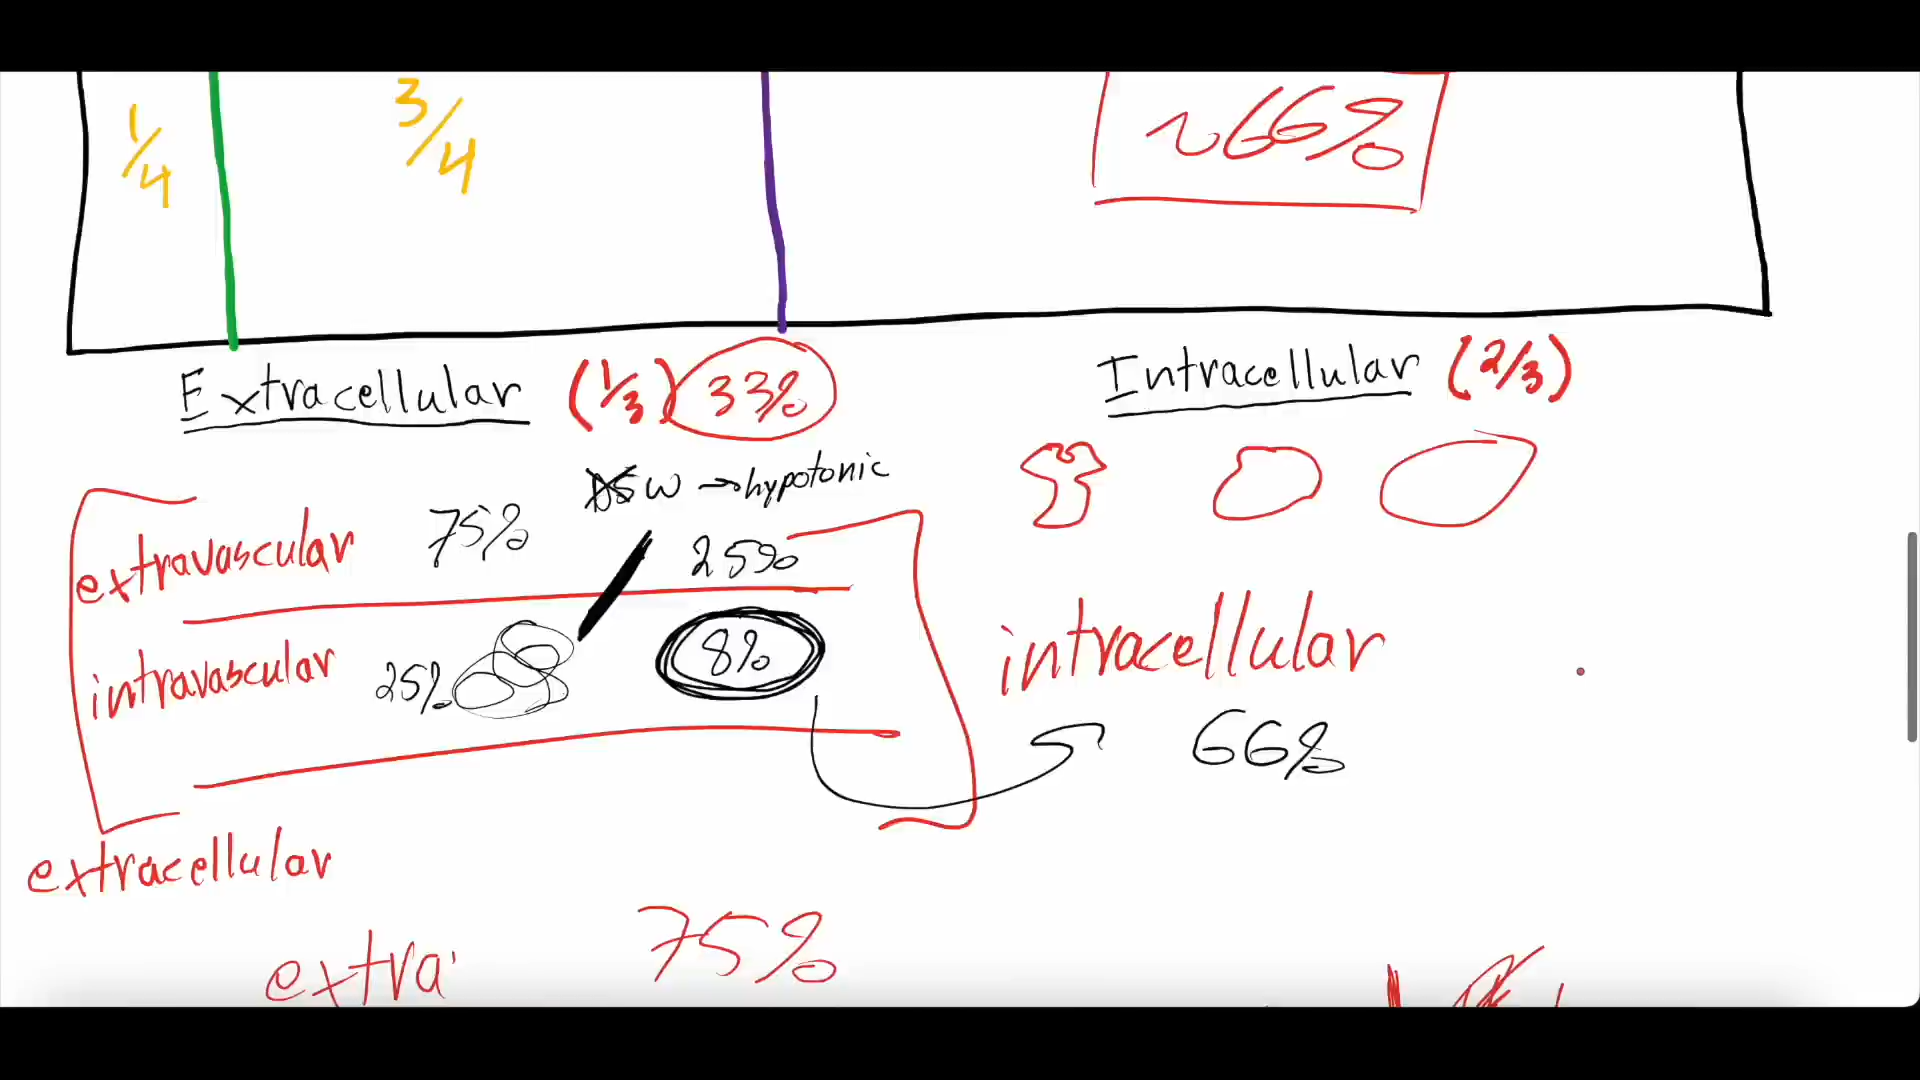 1/4
3/4
~66%
Extracellular (1/3) 33%
Intracellular (2/3)
D5W → hypotonic
extravascular 75% 25%
intravascular 25% 8%
intracellular
66%
extracellular
extra 75%